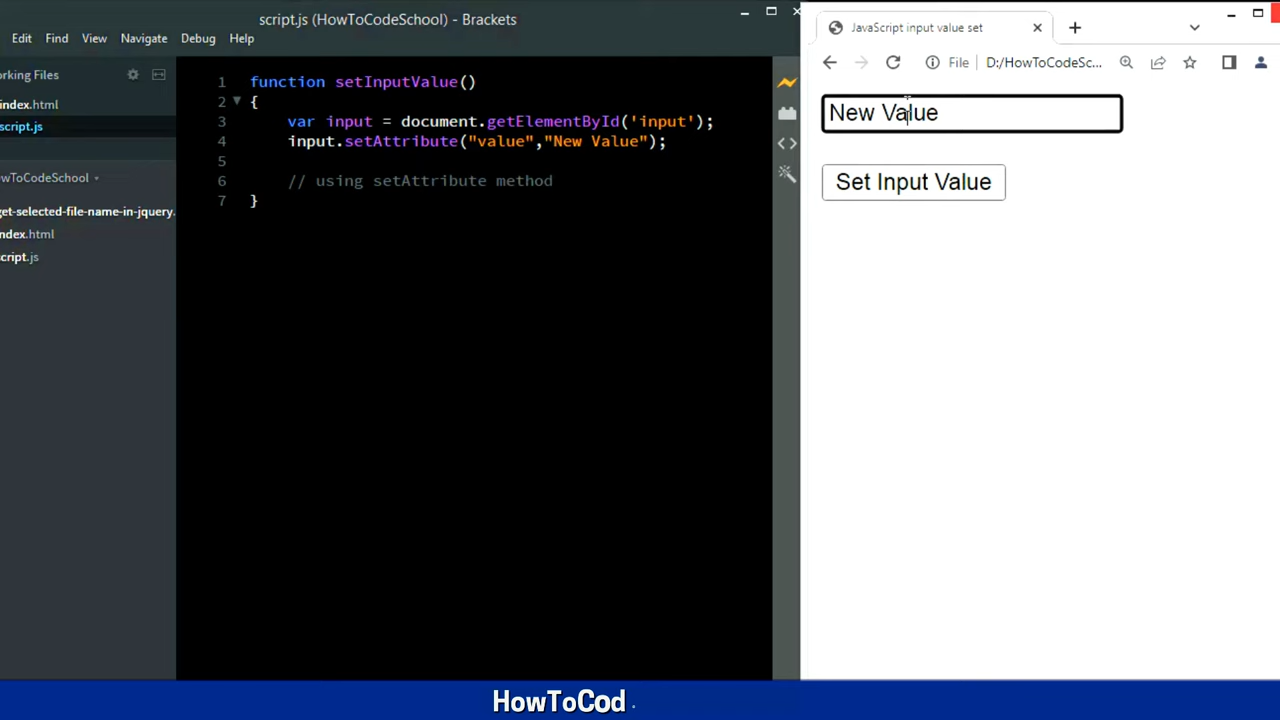 script.js (HowToCodeSchool) - Brackets
Edit Find View Navigate Debug Help
orking Files
index.html
script.js
wToCodeSchool
get-selected-file-name-in-jquery.
ndex.html
cript.js
1 function setInputValue()
2 {
3 var input = document.getElementById('input');
4 input.setAttribute("value","New Value");
5
6 // using setAttribute method
7 }
JavaScript input value set
File D:/HowToCodeSc...
New Value
Set Input Value
HowToCod